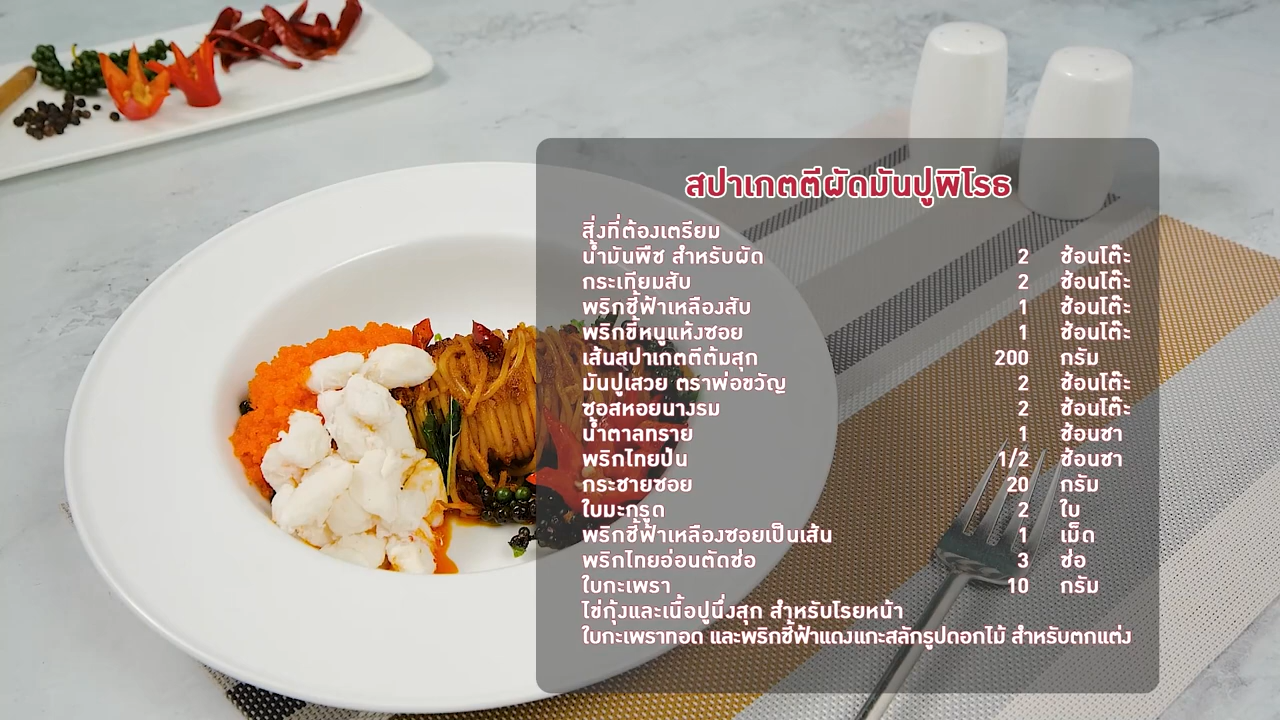 สปาเกตตีผัดมันปูพิโรธ
สิ่งที่ต้องเตรียม
น้ำมันพืช สำหรับผัด 2 ช้อนโต๊ะ
กระเทียมสับ 2 ช้อนโต๊ะ
พริกชี้ฟ้าเหลืองสับ 1 ช้อนโต๊ะ
พริกขี้หนูแห้งซอย 1 ช้อนโต๊ะ
เส้นสปาเกตตีต้มสุก 200 กรัม
มันปูเสวย ตราพ่อขวัญ 2 ช้อนโต๊ะ
ซอสหอยนางรม 2 ช้อนโต๊ะ
น้ำตาลทราย 1 ช้อนชา
พริกไทยป่น 1/2 ช้อนชา
กระชายซอย 20 กรัม
ใบมะกรูด 2 ใบ
พริกชี้ฟ้าเหลืองซอยเป็นเส้น 1 เม็ด
พริกไทยอ่อนตัดช่อ 3 ช่อ
ใบกะเพรา 10 กรัม
ไข่กุ้งและเนื้อปูนึ่งสุก สำหรับโรยหน้า
ใบกะเพราทอด และพริกชี้ฟ้าแดงแกะสลักรูปดอกไม้ สำหรับตกแต่ง